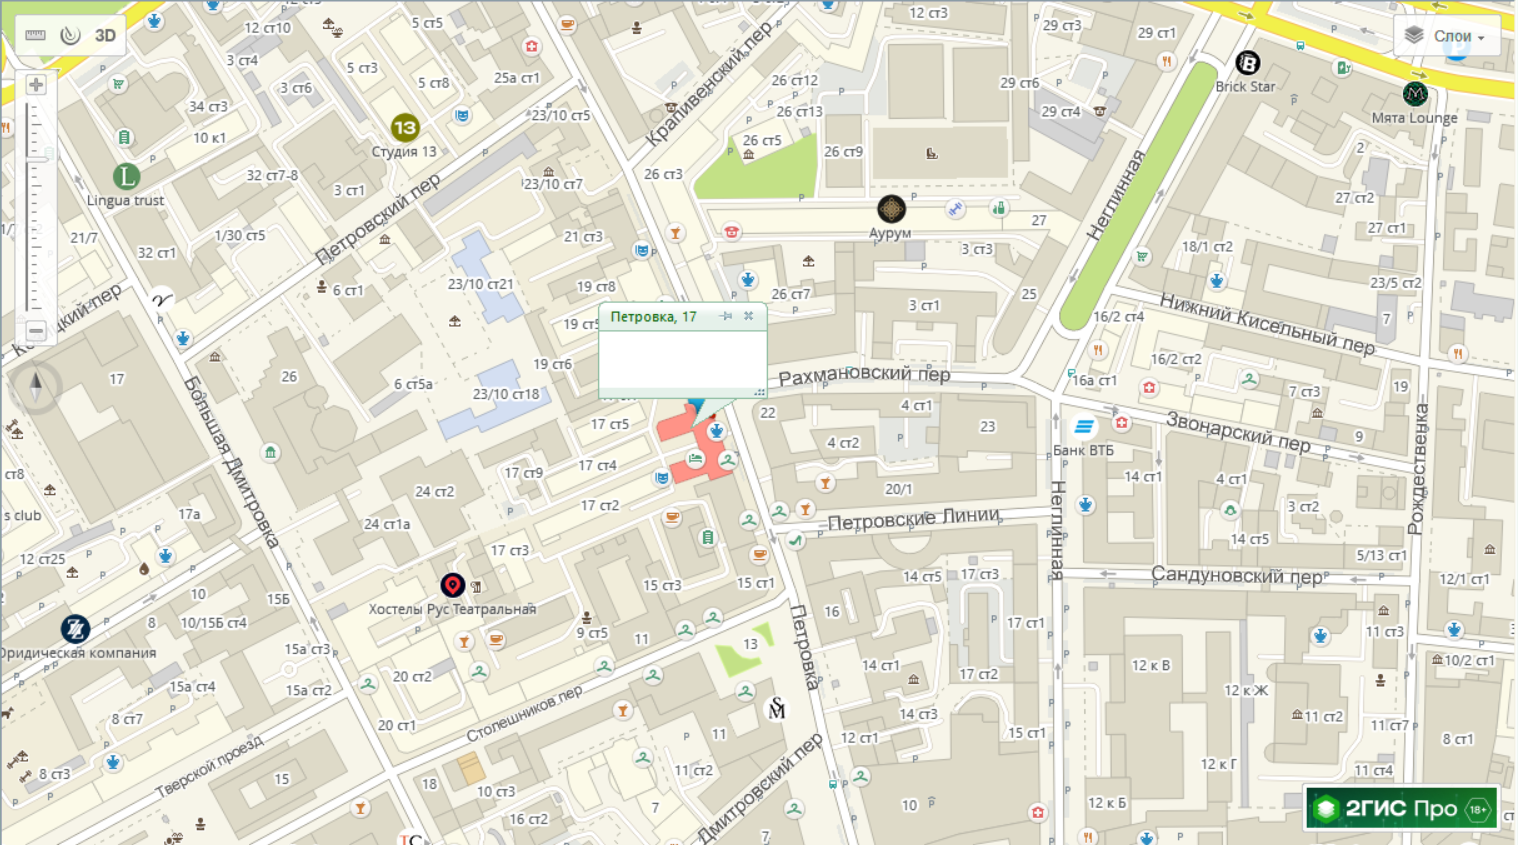 12 ст3
29 ст3
29 ст1
12 ст10
5 ст5
3D
Слои
3 ст4
5 ст3
5 ст8
25а ст1
26 ст12
29 ст6
Brick Star
3 ст6
34 ст3
23/10 ст5
Крапивенский пер
26 ст13
29 ст4
Мята Lounge
13
10 к1
Студия 13
26 ст5
26 ст9
2
L
Lingua trust
32 ст7-8
3 ст1
23/10 ст7
26 ст3
Неглинная
27 ст2
Петровский пер
27
27 ст1
21/7
1/30 ст5
21 ст3
Аурум
3 ст3
18/1 ст2
32 ст1
23/10 ст21
19 ст8
26 ст7
25
23/5 ст2
6 ст1
3 ст1
Нижний Кисельный пер
7
Петровка, 17
16/2 ст4
19 ст6
16/2 ст2
17
26
6 ст5а
23/10 ст18
Рахмановский пер
16а ст1
7 ст3
19
Большая Дмитровка
17 ст5
22
4 ст1
23
Звонарский пер
9
4 ст2
Банк ВТБ
Рождественка
ст8
17 ст9
17 ст4
14 ст1
4 ст1
24 ст2
17 ст2
20/1
s club
17а
24 ст1а
Петровские Линии
Неглинная
3 ст2
14 ст5
12 ст25
17 ст3
5/13 ст1
15 ст3
15 ст1
14 ст5
17 ст3
Сандуновский пер
12/1 ст1
10
15Б
Хостелы Рус Театральная
8
10/15Б ст4
9 ст5
11
16
17 ст1
11 ст3
Юридическая компания
15а ст3
13
Петровка
14 ст1
12 к В
10/2 ст1
15а ст4
15а ст2
20 ст2
17 ст2
12 к Ж
8 ст7
20 ст1
Столешников пер
SM
14 ст3
11 ст2
11 ст7
11
12 ст1
15 ст1
8 ст1
Тверской проезд
8 ст3
15
18
11 ст2
12 к Г
11 ст4
10 ст3
Дмитровский пер
10
12 к Б
2ГИС Про
18+
16 ст2
7
7